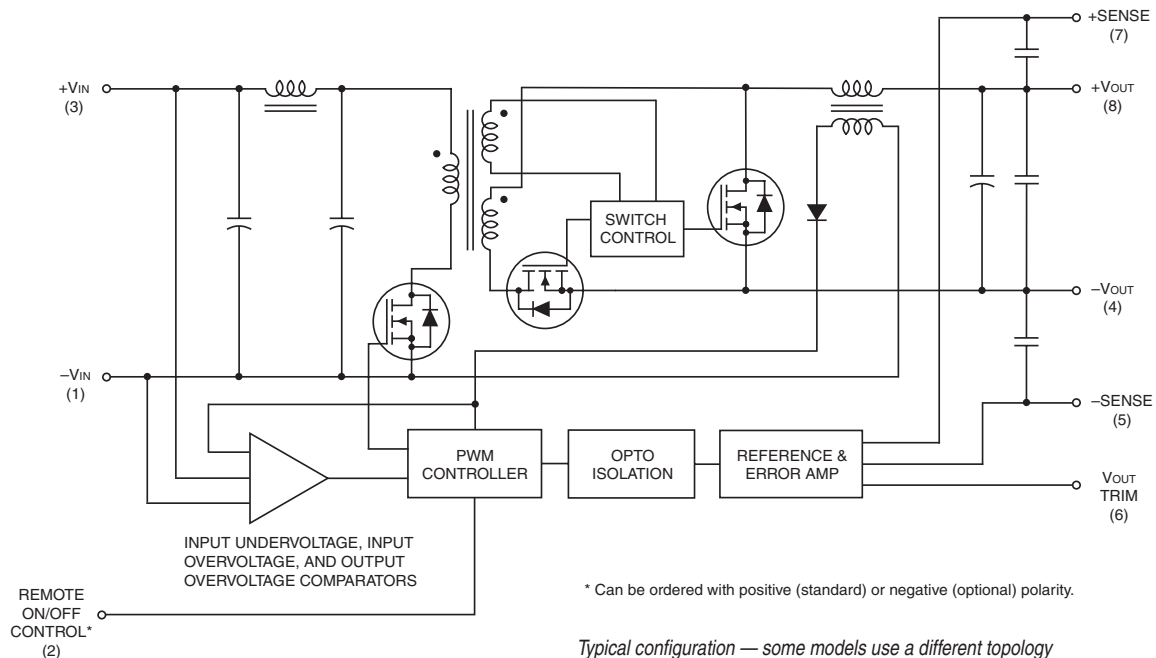 +SENSE
(7)
+VIN
(3)
+VOUT
(8)
SWITCH
CONTROL
–VOUT
(4)
–VIN
(1)
–SENSE
(5)
PWM
CONTROLLER
OPTO
ISOLATION
REFERENCE &
ERROR AMP
VOUT
TRIM
(6)
INPUT UNDERVOLTAGE, INPUT
OVERVOLTAGE, AND OUTPUT
OVERVOLTAGE COMPARATORS
REMOTE
ON/OFF
CONTROL*
(2)
* Can be ordered with positive (standard) or negative (optional) polarity.
Typical configuration — some models use a different topology